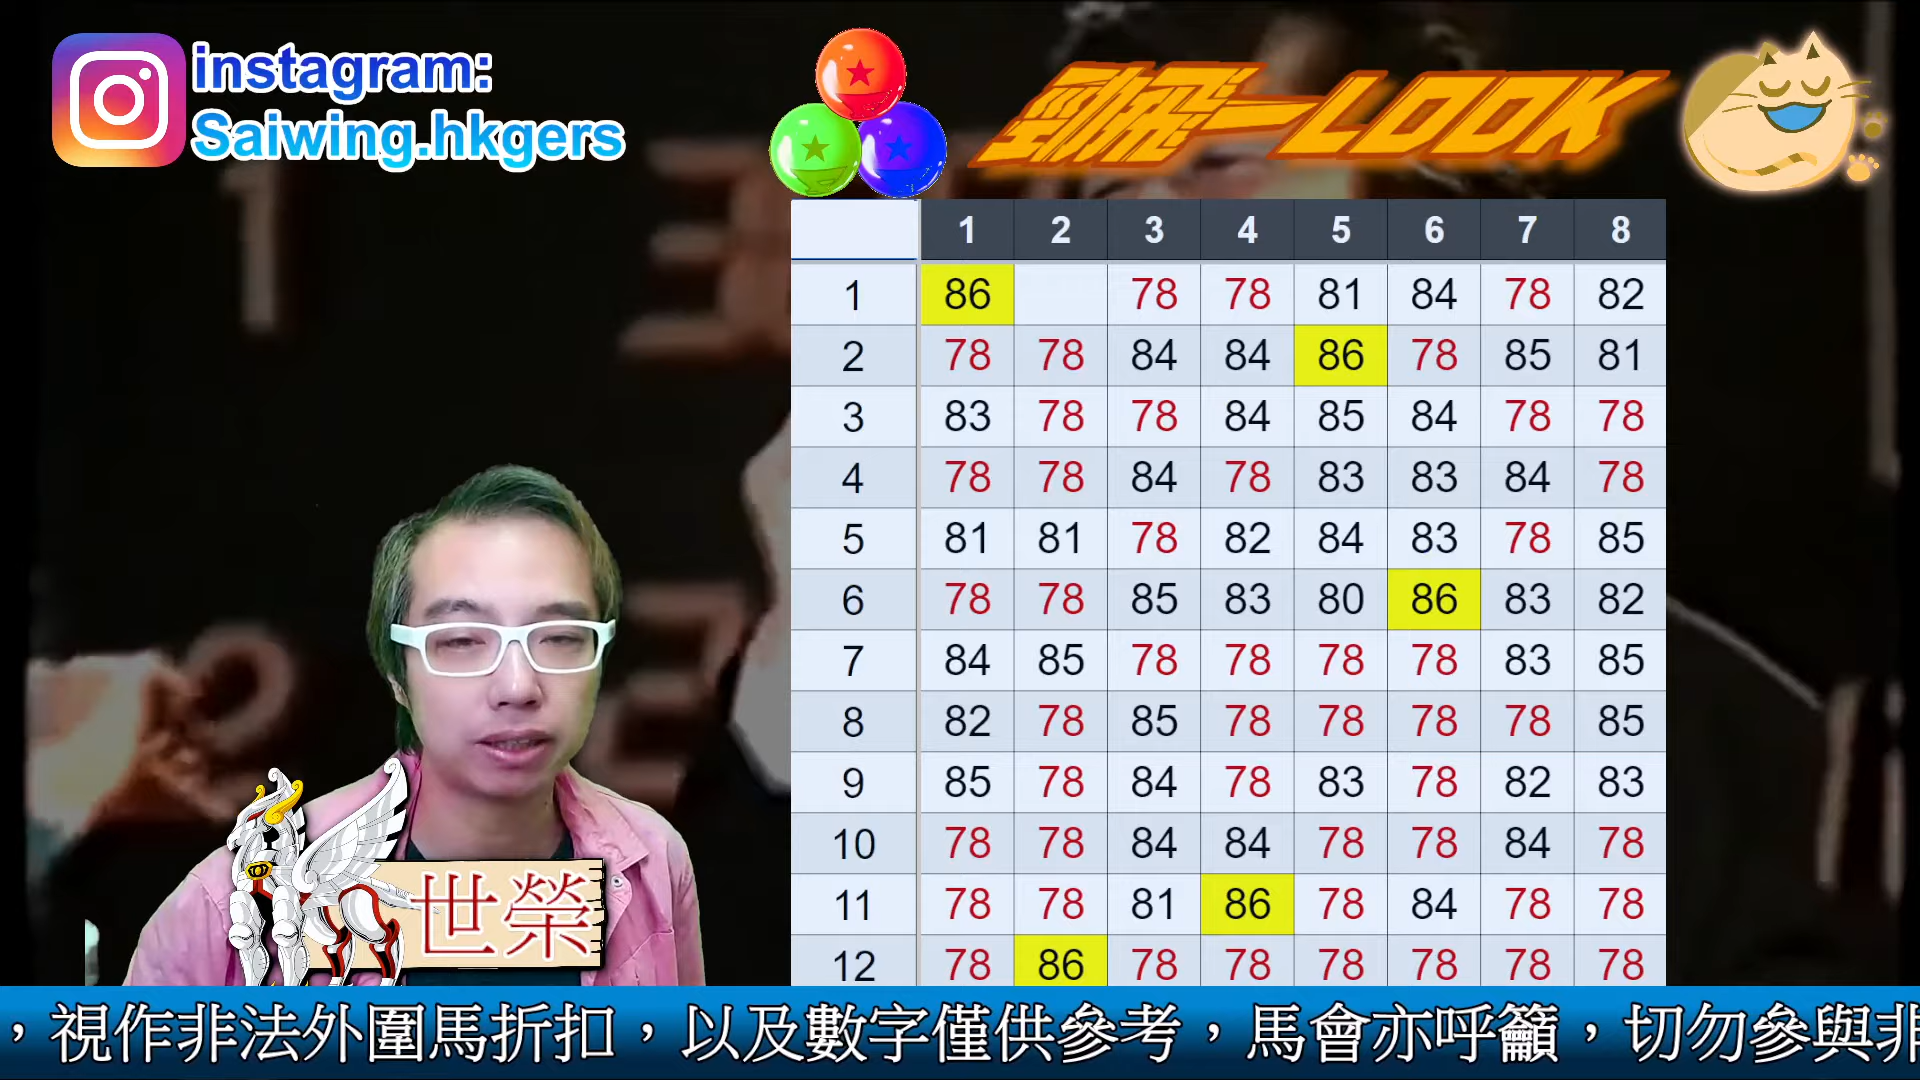 instagram:
Saiwing.hkgers
勁飛一LOOK
1 2 3 4 5 6 7 8
1 86 78 78 81 84 78 82
2 78 78 84 84 86 78 85 81
3 83 78 78 84 85 84 78 78
4 78 78 84 78 83 83 84 78
5 81 81 78 82 84 83 78 85
6 78 78 85 83 80 86 83 82
7 84 85 78 78 78 78 83 85
8 82 78 85 78 78 78 78 85
9 85 78 84 78 83 78 82 83
10 78 78 84 84 78 78 84 78
11 78 78 81 86 78 84 78 78
12 78 86 78 78 78 78 78 78
世榮
，視作非法外圍馬折扣，以及數字僅供參考，馬會亦呼籲，切勿參與非